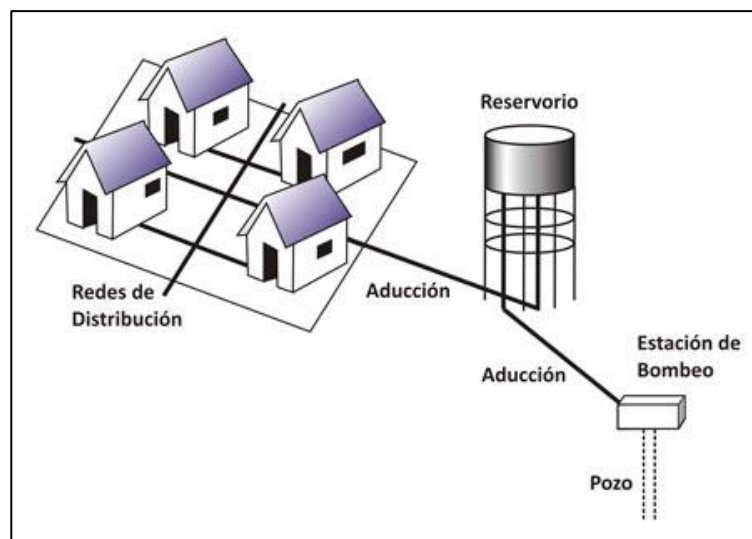 Reservorio
Redes de
Distribución
Aducción
Aducción
Estación de
Bombeo
Pozo